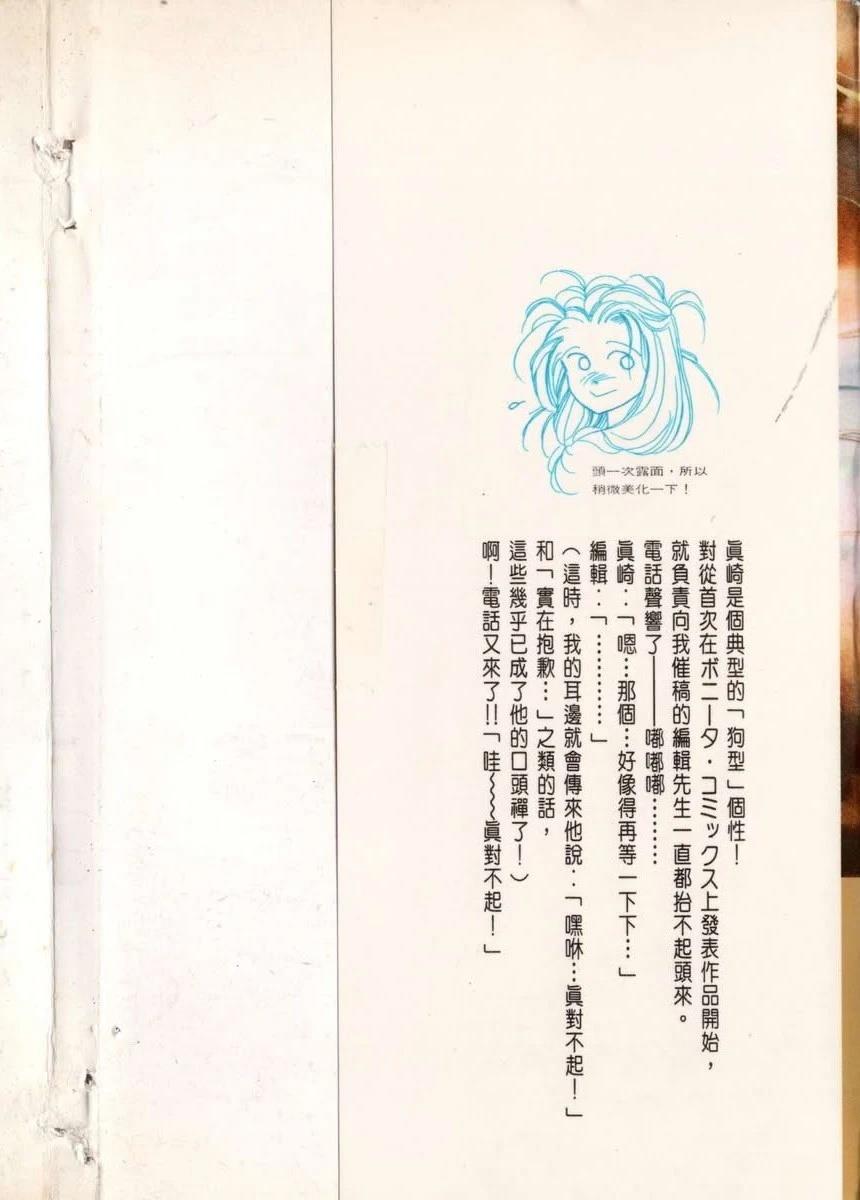 頭一次露面，所以
稍微美化一下！
眞崎是個典型的「狗型」個性！
對從首次在ボニータ・コミックス上發表作品開始，
就負責向我催稿的編輯先生一直都抬不起頭來。
電話聲響了——嘟嘟嘟………
眞崎：「嗯…那個…好像得再等一下下…」
編輯：「…………」
（這時，我的耳邊就會傳來他說：「嘿咻…眞對不起！」
和「實在抱歉…」之類的話，
這些幾乎已成了他的口頭禪了！）
啊！電話又來了!!「哇～～眞對不起！」